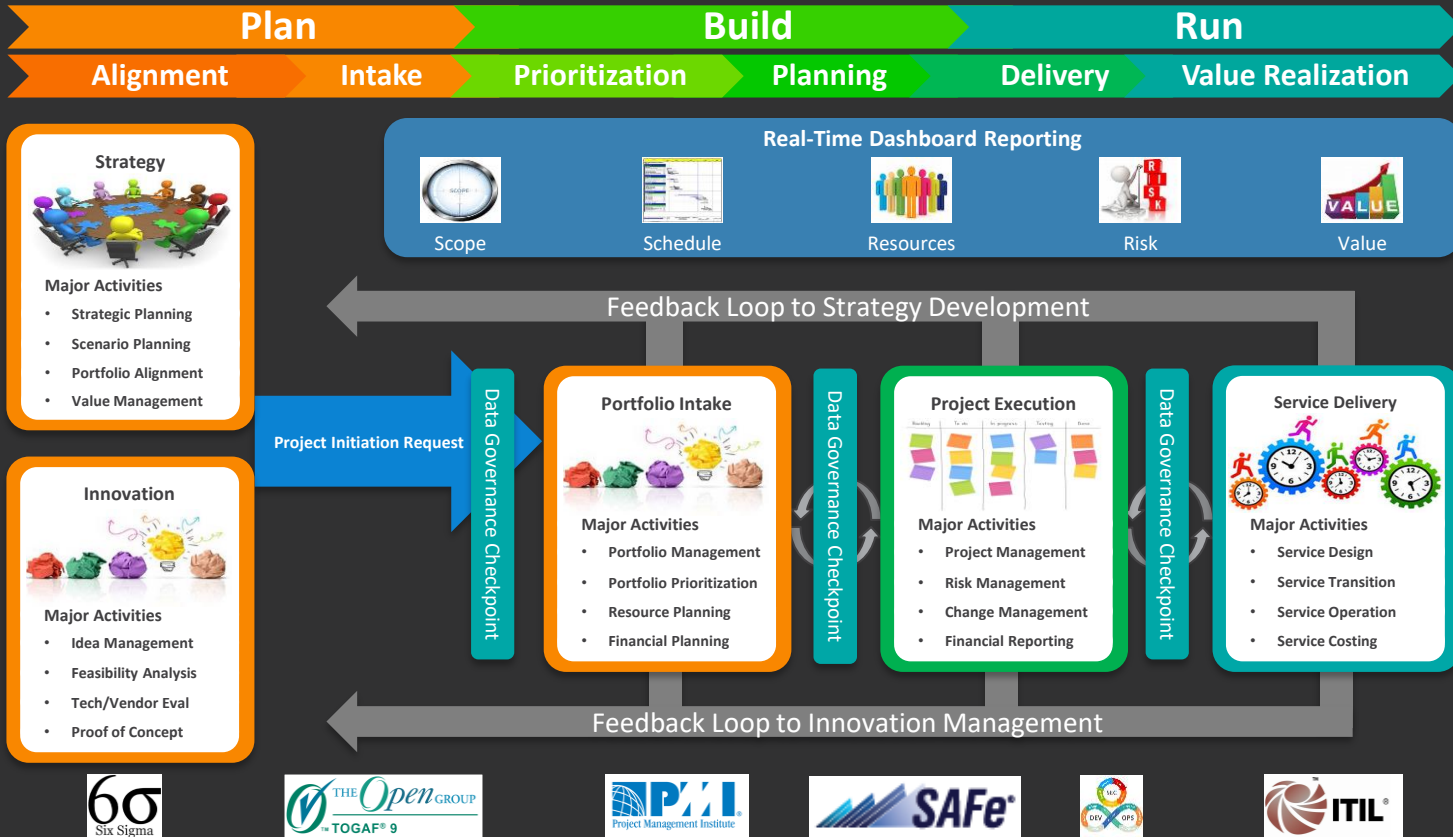 Plan
Build
Run
Alignment
Intake
Prioritization
Planning
Delivery
Value Realization
Strategy
Major Activities
• Strategic Planning
• Scenario Planning
• Portfolio Alignment
• Value Management
Innovation
Major Activities
• Idea Management
• Feasibility Analysis
• Tech/Vendor Eval
• Proof of Concept
Real-Time Dashboard Reporting
SCOPE
RISK
VALUE
Scope
Schedule
Resources
Risk
Value
Feedback Loop to Strategy Development
Project Initiation Request
Data Governance Checkpoint
Portfolio Intake
Major Activities
• Portfolio Management
• Portfolio Prioritization
• Resource Planning
• Financial Planning
Data Governance Checkpoint
Project Execution
Backlog
To do
In progress
Testing
Done
Major Activities
• Project Management
• Risk Management
• Change Management
• Financial Reporting
Data Governance Checkpoint
Service Delivery
Major Activities
• Service Design
• Service Transition
• Service Operation
• Service Costing
Feedback Loop to Innovation Management
6σ
Six Sigma
THE Open GROUP
TOGAF® 9
PMI®
Project Management Institute
SAFe®
SEC
DEV OPS
ITIL®